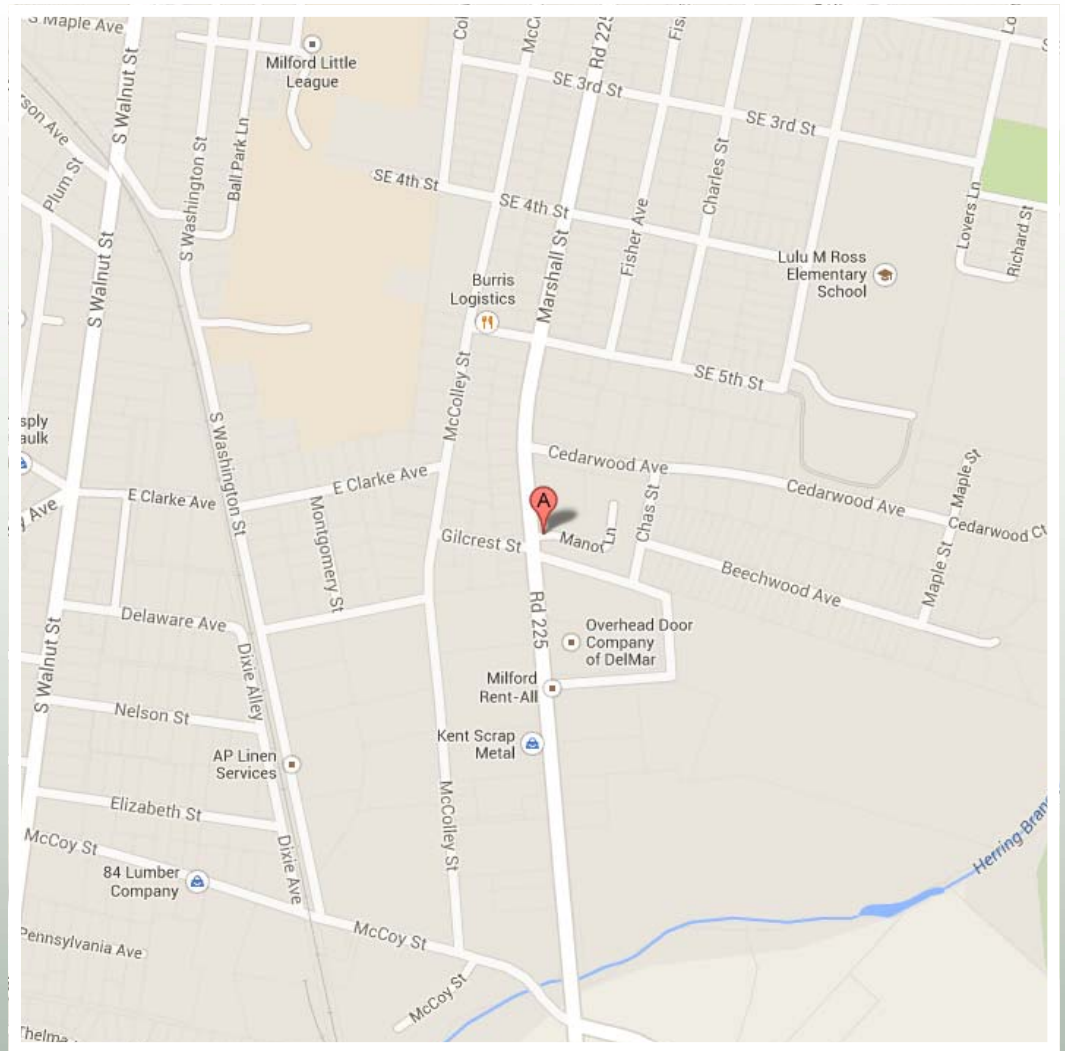 S Maple Ave
S Walnut St
Milford Little
League
Rd 225
SE 3rd St
SE 3rd St
Plum St
S Washington St
Ball Park Ln
SE 4th St
SE 4th St
Charles St
Fisher Ave
Lovers Ln
Richard St
Lulu M Ross
Elementary
School
S Walnut St
Burris
Logistics
Marshall St
SE 5th St
McColley St
S Washington St
Cedarwood Ave
Cedarwood Ave
Maple St
E Clarke Ave
E Clarke Ave
Montgomery St
Chas St
A
Gilcrest St
Manor Ln
Beechwood Ave
Maple St
Delaware Ave
Rd 225
Overhead Door
Company
of DelMar
S Walnut St
Dixie Alley
Milford
Rent-All
Nelson St
Kent Scrap
Metal
AP Linen
Services
McColley St
Elizabeth St
McCoy St
84 Lumber
Company
Dixie Ave
McCoy St
Pennsylvania Ave
McCoy St